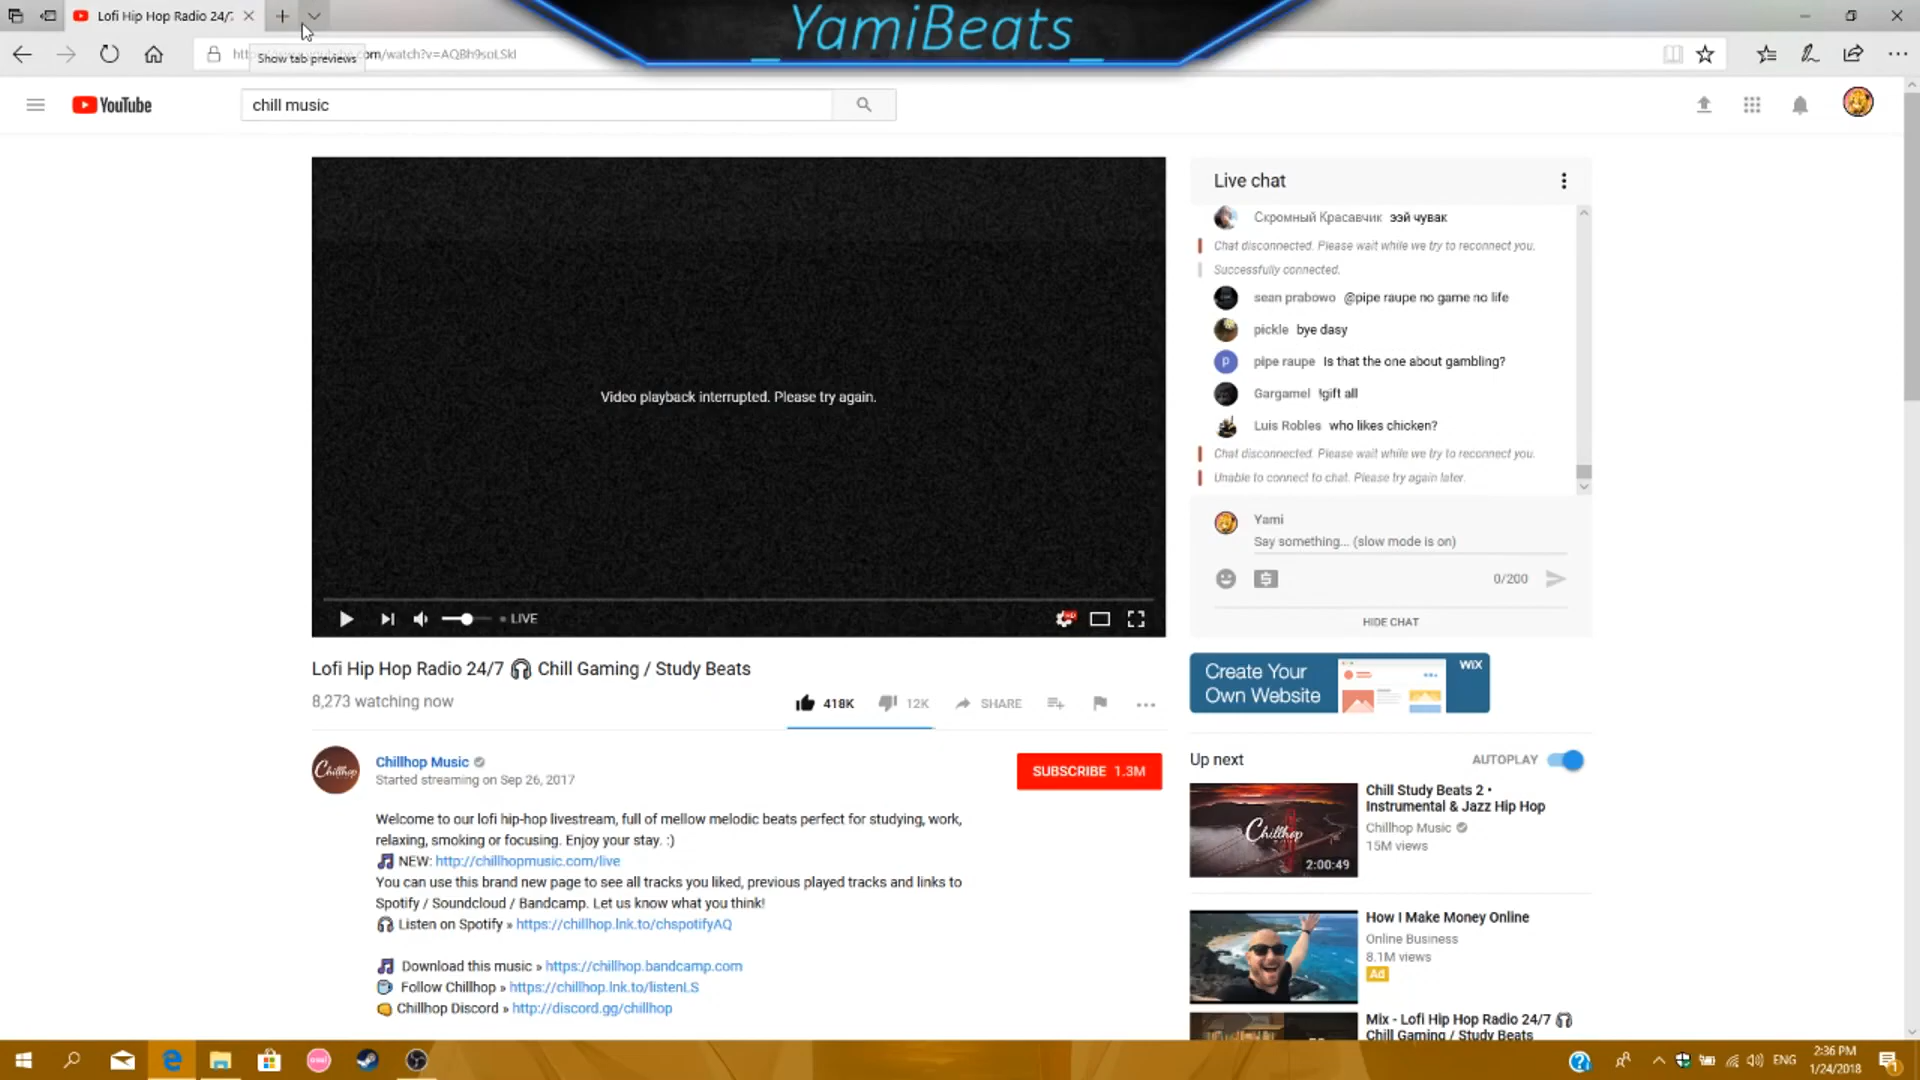 Lofi Hip Hop Radio 24/7
YamiBeats
Show tab previews
om/watch?v=AQBh9soLSkI
YouTube
chill music
Video playback interrupted. Please try again.
LIVE
Lofi Hip Hop Radio 24/7 🎧 Chill Gaming / Study Beats
8,273 watching now
418K
12K
SHARE
Chillhop
Chillhop Music
Started streaming on Sep 26, 2017
SUBSCRIBE 1.3M
Welcome to our lofi hip-hop livestream, full of mellow melodic beats perfect for studying, work,
relaxing, smoking or focusing. Enjoy your stay. :)
🎵 NEW: http://chillhopmusic.com/live
You can use this brand new page to see all tracks you liked, previous played tracks and links to
Spotify / Soundcloud / Bandcamp. Let us know what you think!
🎧 Listen on Spotify » https://chillhop.lnk.to/chspotifyAQ
🎵 Download this music » https://chillhop.bandcamp.com
Follow Chillhop » https://chillhop.lnk.to/listenLS
Chillhop Discord » http://discord.gg/chillhop
Live chat
Скромный Красавчик ээй чувак
Chat disconnected. Please wait while we try to reconnect you.
Successfully connected.
sean prabowo @pipe raupe no game no life
pickle bye dasy
p
pipe raupe Is that the one about gambling?
Gargamel !gift all
Luis Robles who likes chicken?
Chat disconnected. Please wait while we try to reconnect you.
Unable to connect to chat. Please try again later.
Yami
Say something... (slow mode is on)
0/200
HIDE CHAT
Create Your
Own Website
WiX
Up next
AUTOPLAY
Chillhop
2:00:49
Chill Study Beats 2 •
Instrumental & Jazz Hip Hop
Chillhop Music
15M views
How I Make Money Online
Online Business
8.1M views
Ad
Mix - Lofi Hip Hop Radio 24/7 🎧
Chill Gaming / Study Beats
osu!
ENG
2:36 PM
1/24/2018
1